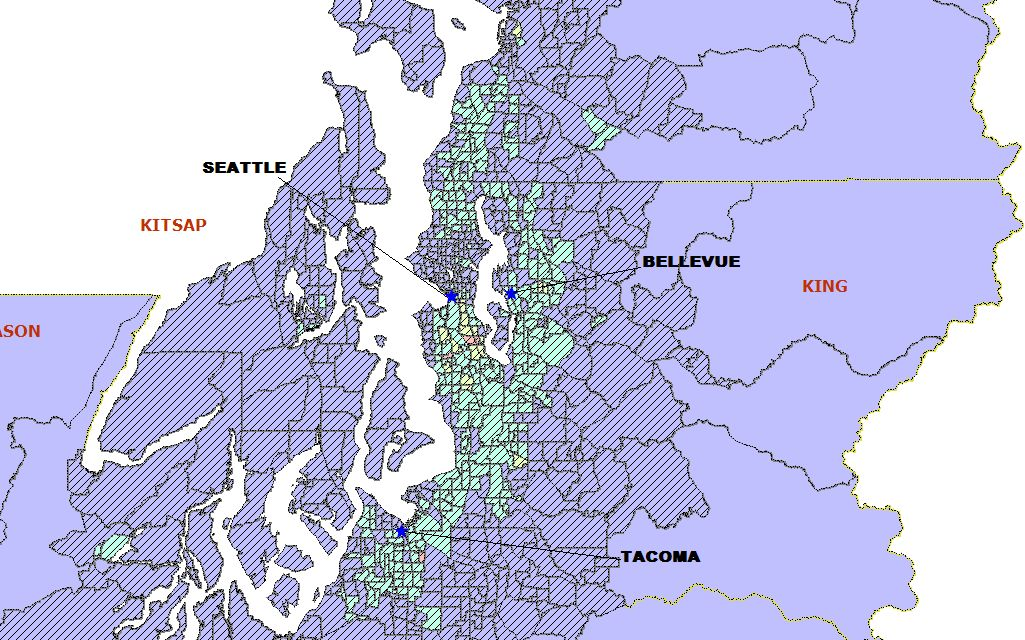 SEATTLE
KITSAP
BELLEVUE
KING
ASON
TACOMA